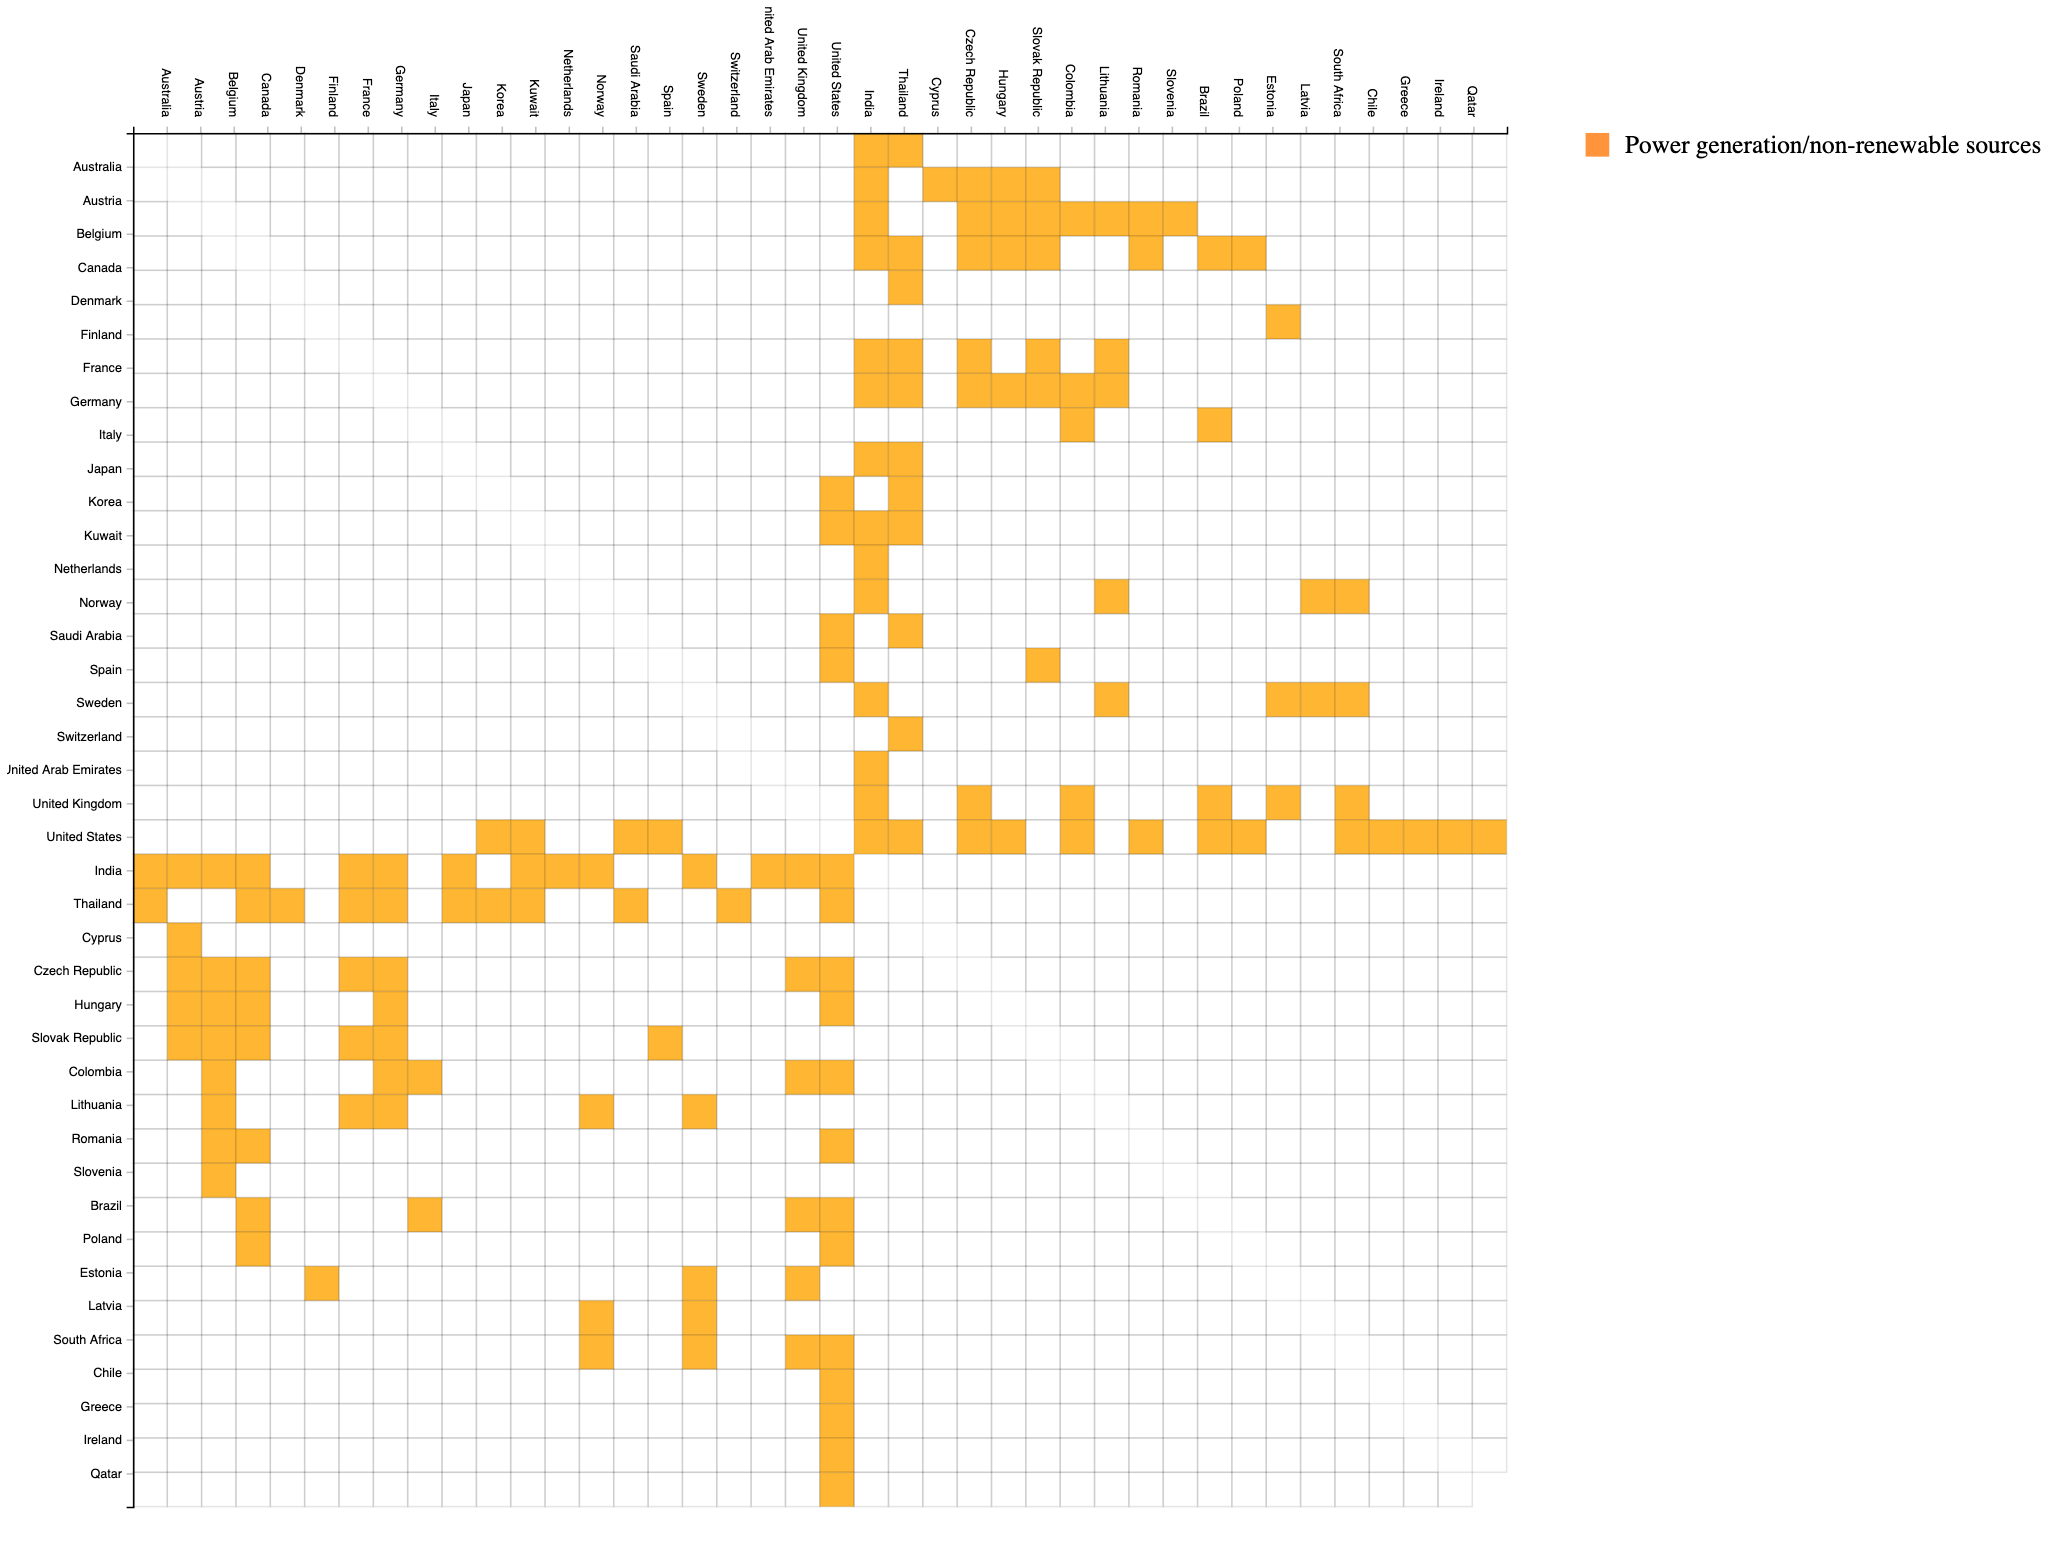 Australia
Austria
Belgium
Canada
Denmark
Finland
France
Germany
Italy
Japan
Korea
Kuwait
Netherlands
Norway
Saudi Arabia
Spain
Sweden
Switzerland
nited Arab Emirates
United Kingdom
United States
India
Thailand
Cyprus
Czech Republic
Hungary
Slovak Republic
Colombia
Lithuania
Romania
Slovenia
Brazil
Poland
Estonia
Latvia
South Africa
Chile
Greece
Ireland
Qatar
Power generation/non-renewable sources
Australia
Austria
Belgium
Canada
Denmark
Finland
France
Germany
Italy
Japan
Korea
Kuwait
Netherlands
Norway
Saudi Arabia
Spain
Sweden
Switzerland
United Arab Emirates
United Kingdom
United States
India
Thailand
Cyprus
Czech Republic
Hungary
Slovak Republic
Colombia
Lithuania
Romania
Slovenia
Brazil
Poland
Estonia
Latvia
South Africa
Chile
Greece
Ireland
Qatar